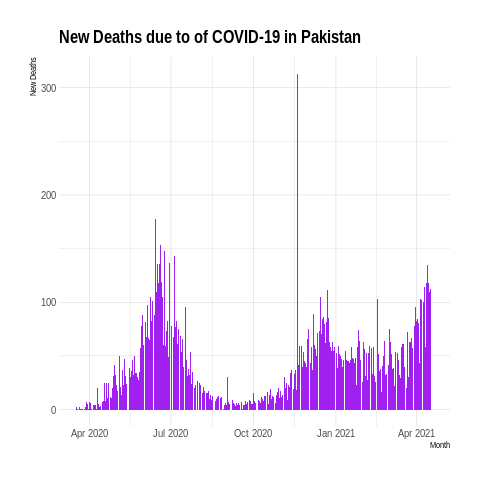 New Deaths due to of COVID-19 in Pakistan
New Deaths
300
200
100
0
Apr 2020 Jul 2020 Oct 2020 Jan 2021 Apr 2021
Month